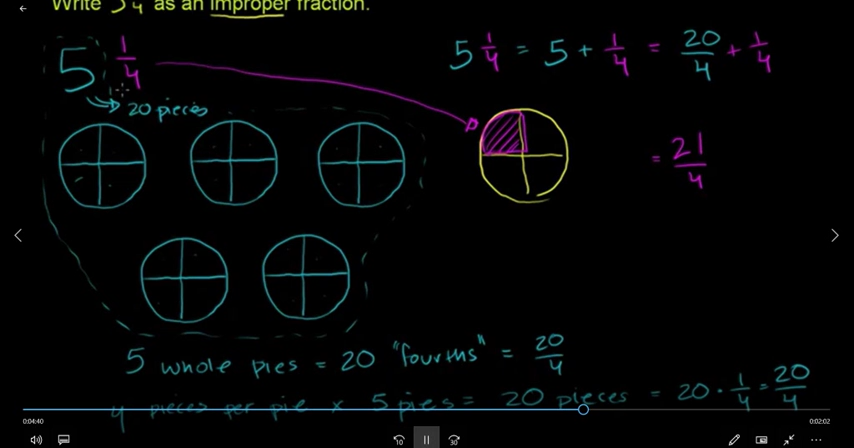 Write 5 1/4 as an improper fraction.
5 1/4
20 pieces
5 1/4 = 5 + 1/4 = 20/4 + 1/4
= 21/4
5 whole pies = 20 "fourths" = 20/4
4 pieces per pie x 5 pies = 20 pieces = 20 · 1/4 = 20/4
0:04:40
0:02:02
10
30